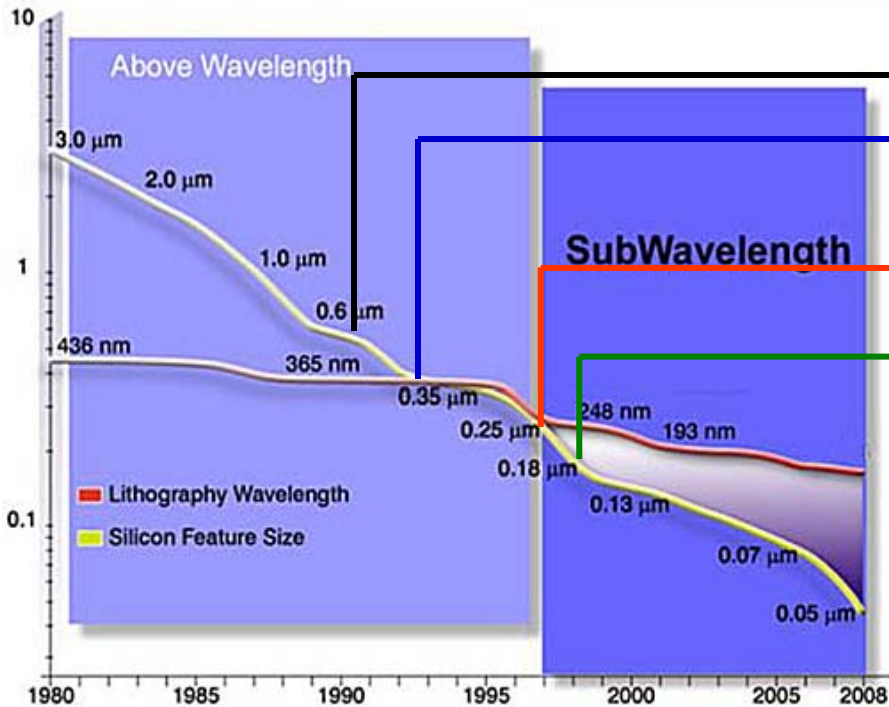 10
Above Wavelength
3.0 μm
2.0 μm
SubWavelength
1
1.0 μm
0.6 μm
436 nm
365 nm
0.35 μm
248 nm
0.25 μm
193 nm
0.18 μm
Lithography Wavelength
0.13 μm
0.1
Silicon Feature Size
0.07 μm
0.05 μm
1980 1985 1990 1995 2000 2005 2008